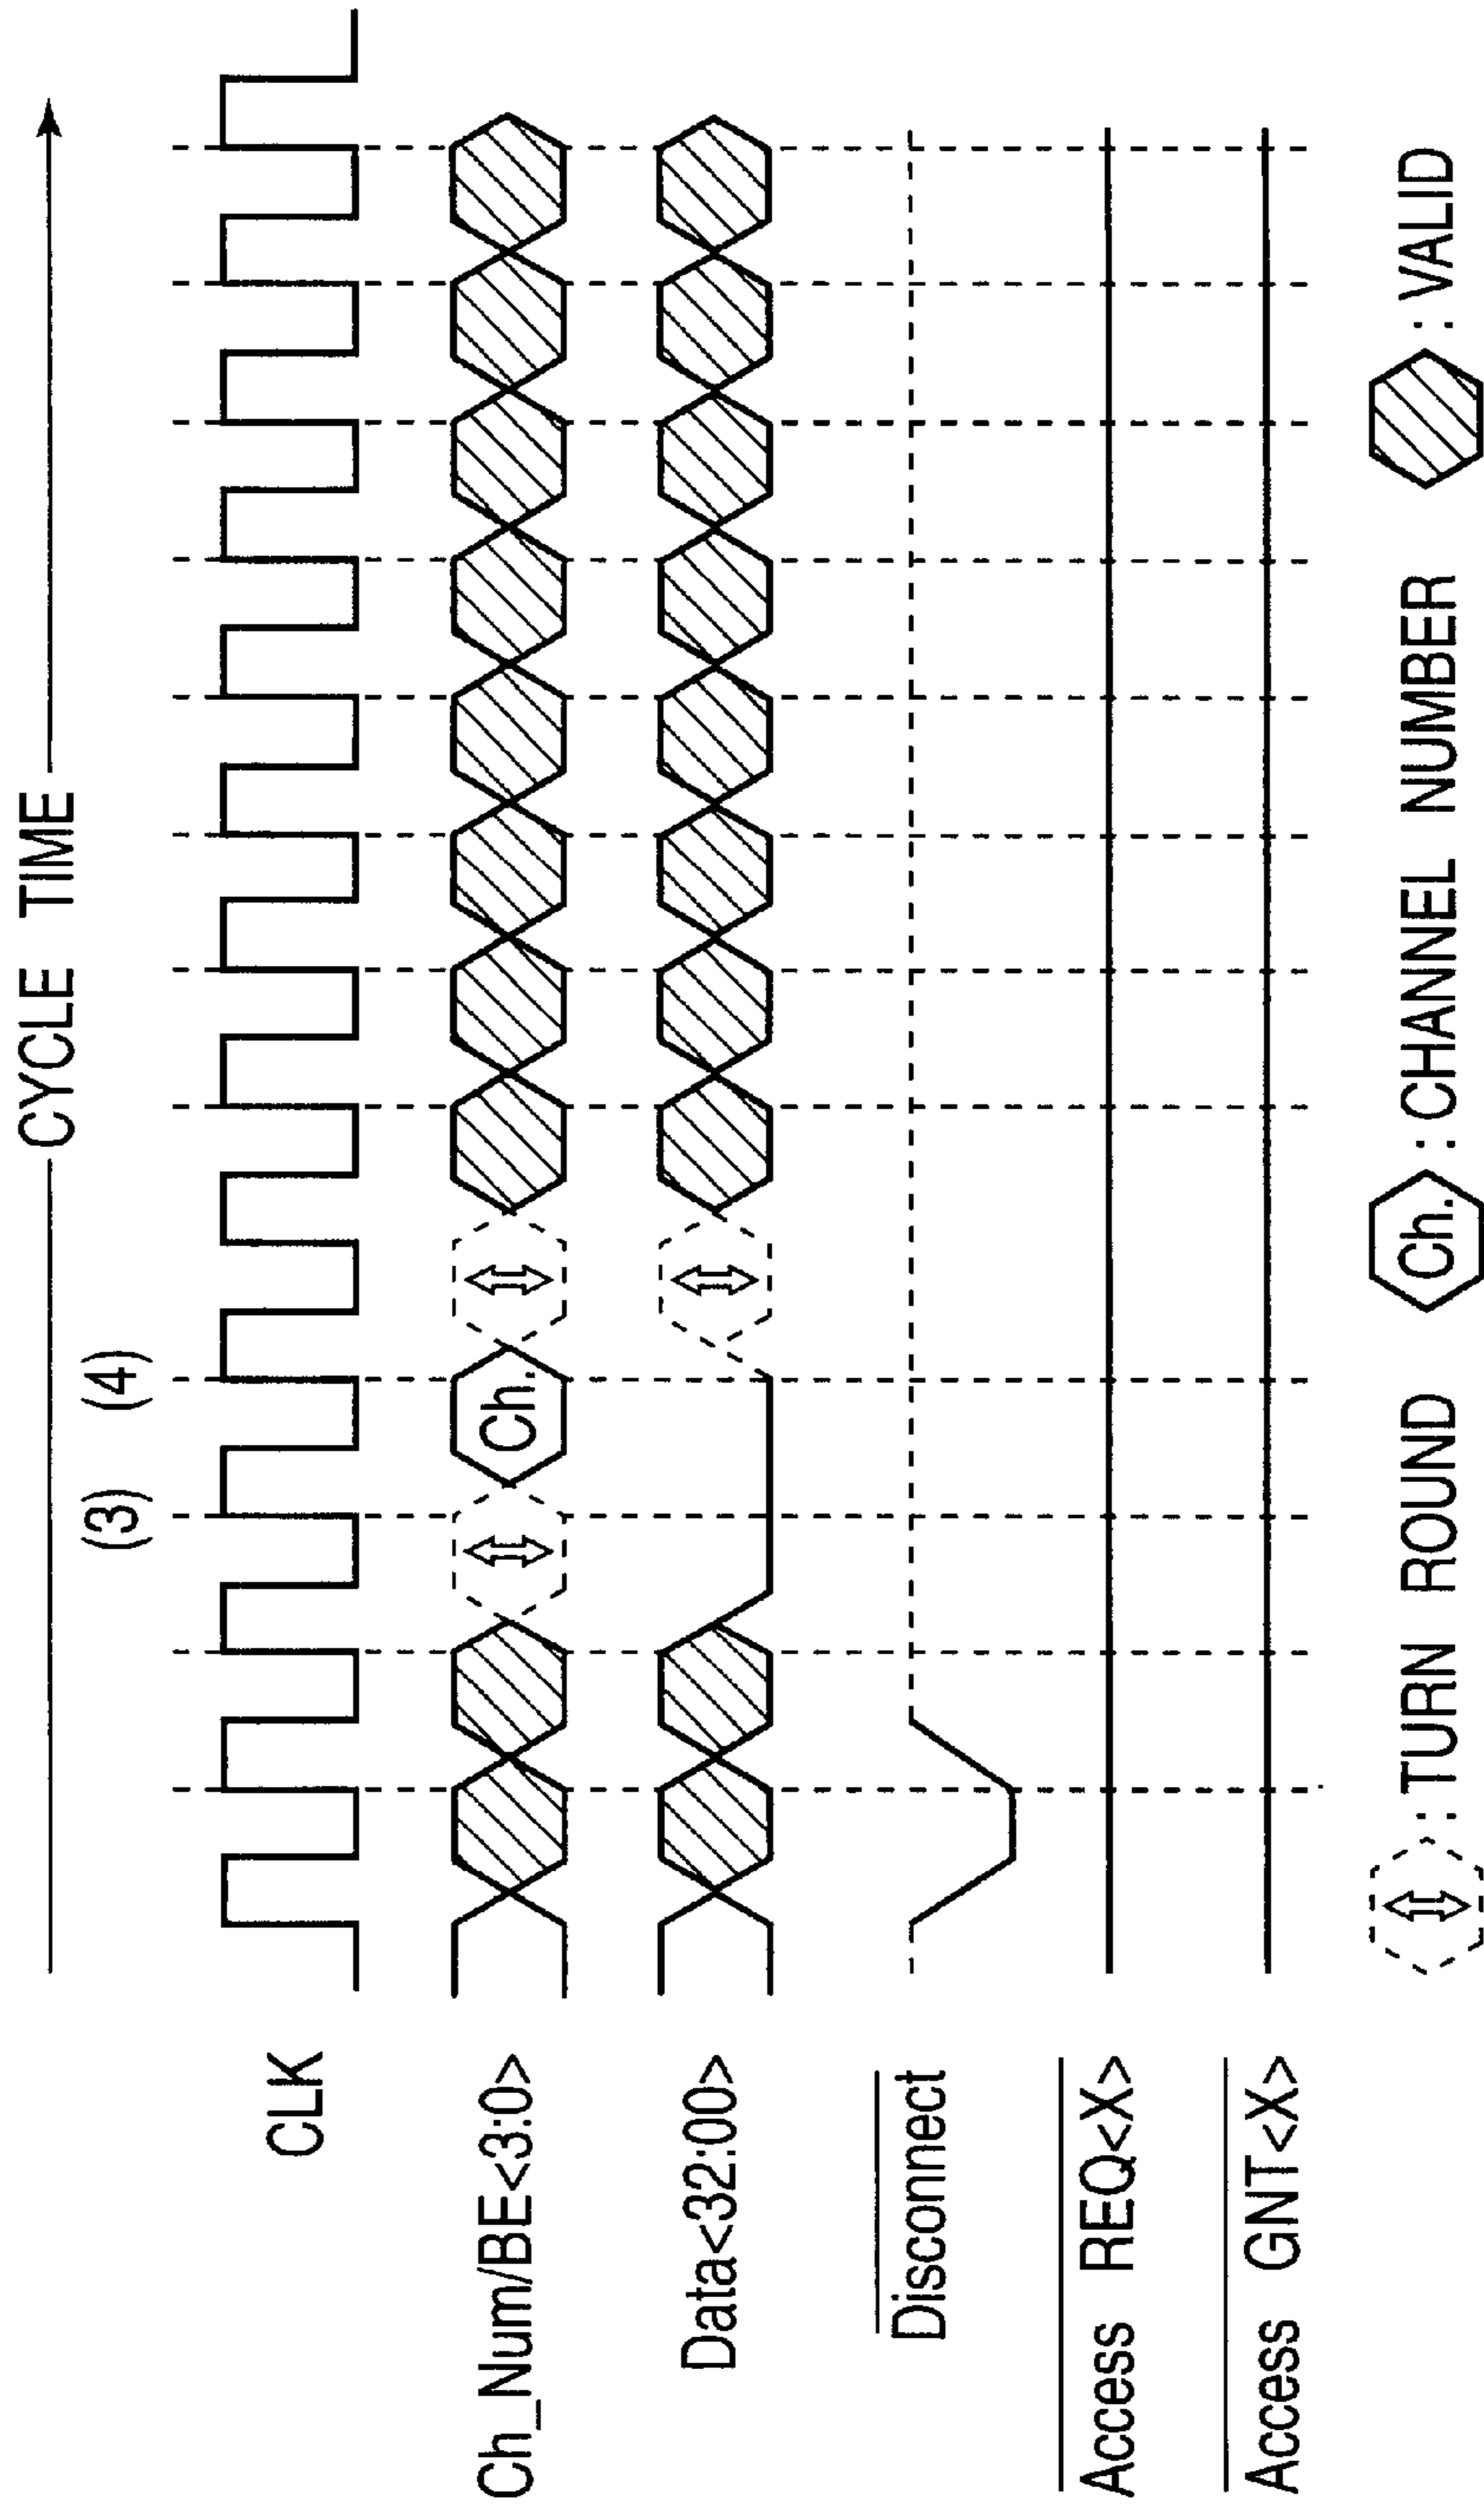 CYCLE TIME
(3) (4)
CLK
Ch_Num/BE<3:0>
Ch.
Data<32:00>
Disconnect
Access REQ<X>
Access GNT<X>
: TURN ROUND
Ch. : CHANNEL NUMBER
: VALID